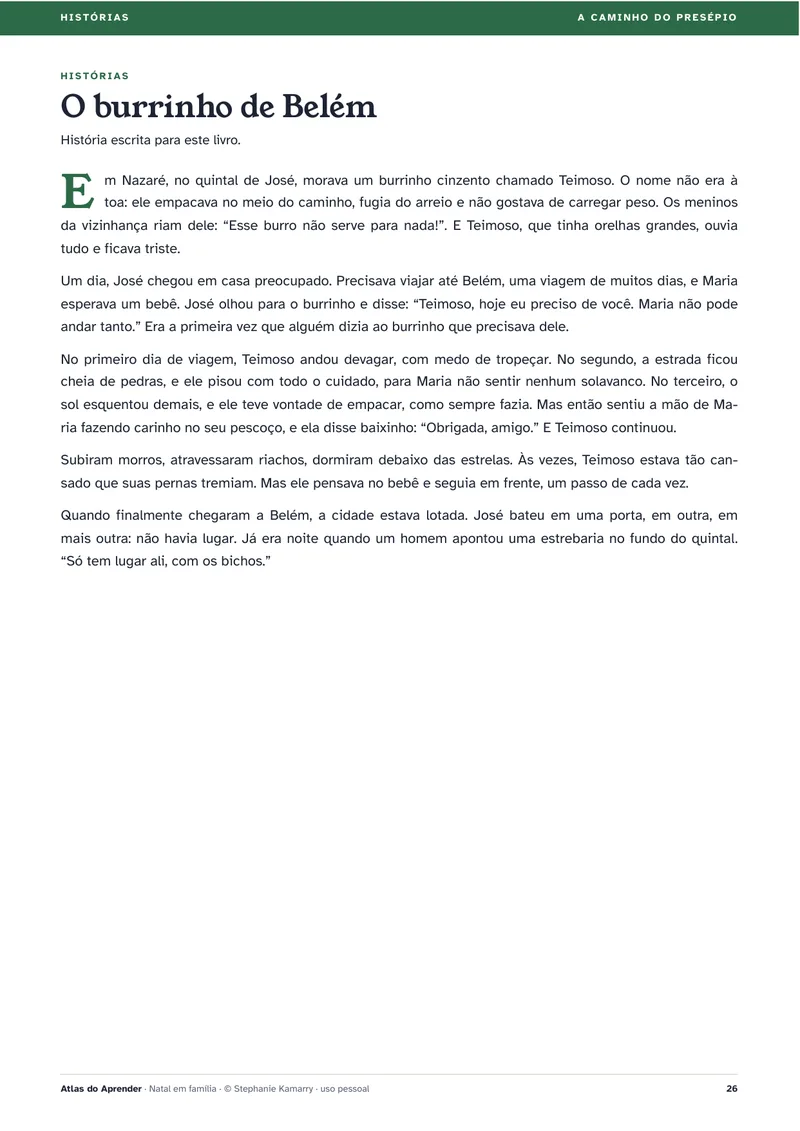 HISTÓRIAS
A CAMINHO DO PRESÉPIO
HISTÓRIAS
O burrinho de Belém
História escrita para este livro.
Em Nazaré, no quintal de José, morava um burrinho cinzento chamado Teimoso. O nome não era à
toa: ele empacava no meio do caminho, fugia do arreio e não gostava de carregar peso. Os meninos
da vizinhança riam dele: “Esse burro não serve para nada!”. E Teimoso, que tinha orelhas grandes, ouvia
tudo e ficava triste.
Um dia, José chegou em casa preocupado. Precisava viajar até Belém, uma viagem de muitos dias, e Maria
esperava um bebê. José olhou para o burrinho e disse: “Teimoso, hoje eu preciso de você. Maria não pode
andar tanto.” Era a primeira vez que alguém dizia ao burrinho que precisava dele.
No primeiro dia de viagem, Teimoso andou devagar, com medo de tropeçar. No segundo, a estrada ficou
cheia de pedras, e ele pisou com todo o cuidado, para Maria não sentir nenhum solavanco. No terceiro, o
sol esquentou demais, e ele teve vontade de empacar, como sempre fazia. Mas então sentiu a mão de Ma-
ria fazendo carinho no seu pescoço, e ela disse baixinho: “Obrigada, amigo.” E Teimoso continuou.
Subiram morros, atravessaram riachos, dormiram debaixo das estrelas. Às vezes, Teimoso estava tão can-
sado que suas pernas tremiam. Mas ele pensava no bebê e seguia em frente, um passo de cada vez.
Quando finalmente chegaram a Belém, a cidade estava lotada. José bateu em uma porta, em outra, em
mais outra: não havia lugar. Já era noite quando um homem apontou uma estrebaria no fundo do quintal.
“Só tem lugar ali, com os bichos.”
Atlas do Aprender · Natal em família · © Stephanie Kamarry · uso pessoal
26